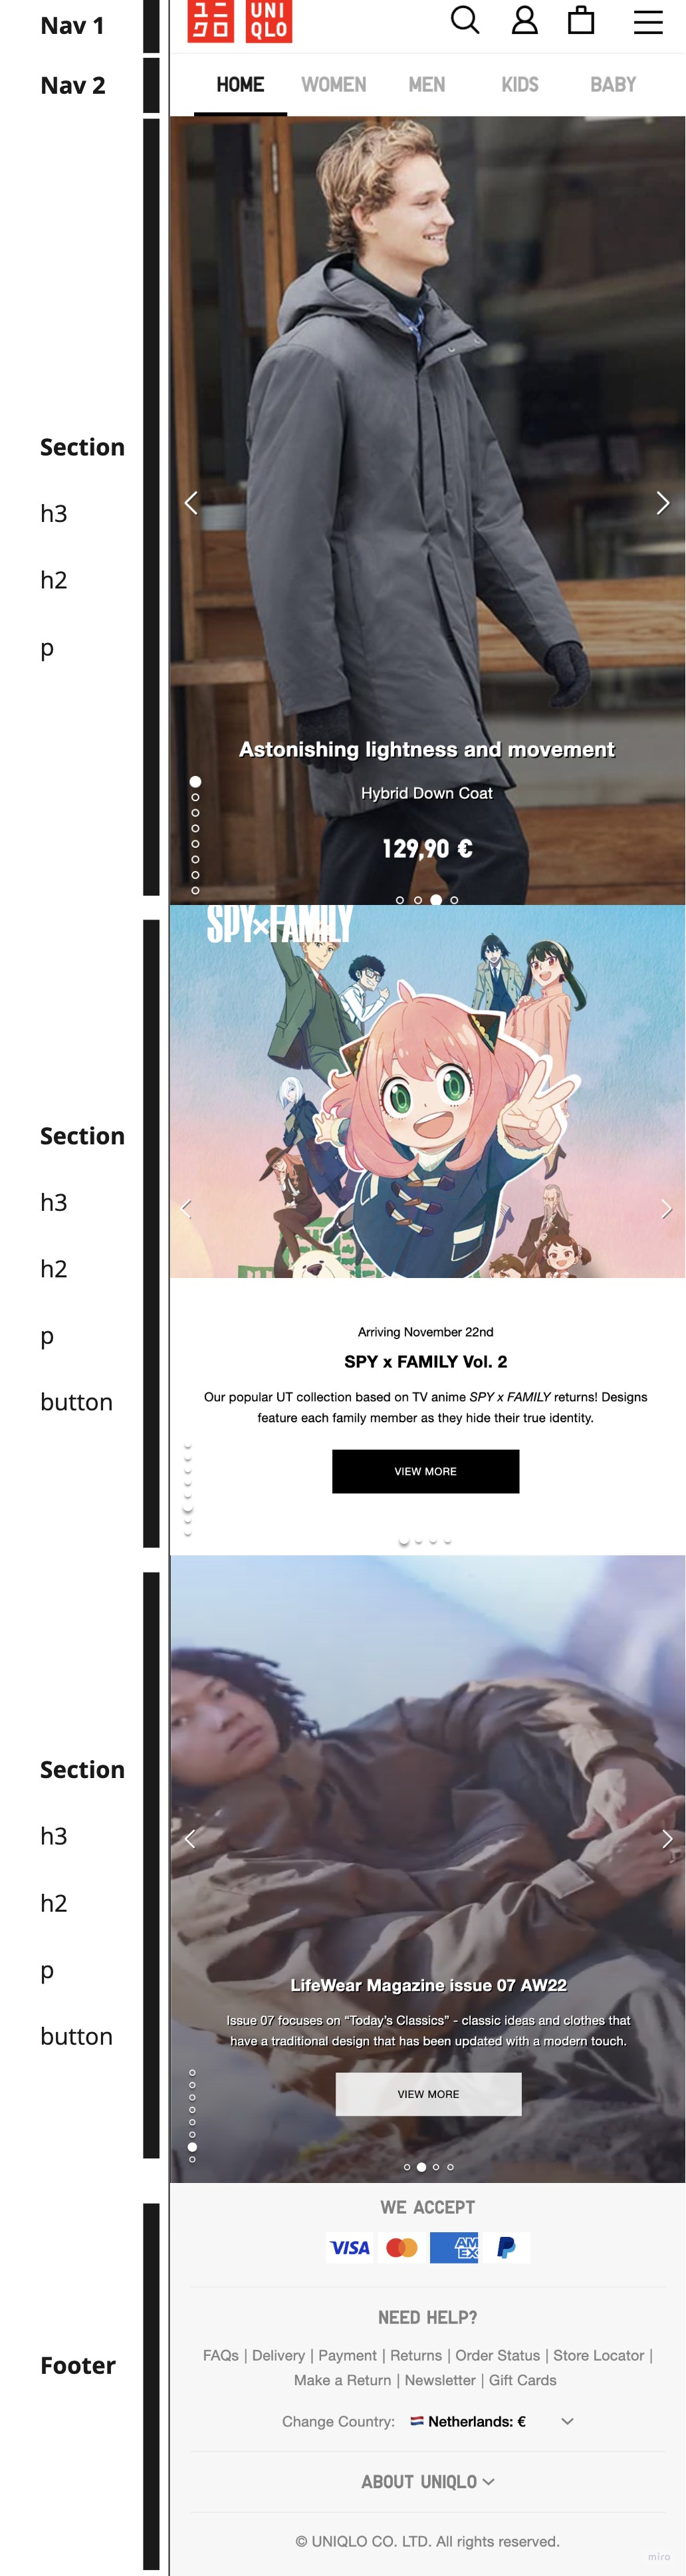 Nav 1
ユニ
クロ
UNI
QLO
Nav 2
HOME WOMEN MEN KIDS BABY
Section
h3
h2
p
Astonishing lightness and movement
Hybrid Down Coat
129,90 €
SPY×FAMILY
Section
h3
h2
p
button
Arriving November 22nd
SPY x FAMILY Vol. 2
Our popular UT collection based on TV anime SPY x FAMILY returns! Designs
feature each family member as they hide their true identity.
VIEW MORE
Section
h3
h2
p
button
LifeWear Magazine issue 07 AW22
Issue 07 focuses on “Today’s Classics” - classic ideas and clothes that
have a traditional design that has been updated with a modern touch.
VIEW MORE
Footer
WE ACCEPT
VISA
AM
EX
NEED HELP?
FAQs | Delivery | Payment | Returns | Order Status | Store Locator |
Make a Return | Newsletter | Gift Cards
Change Country: Netherlands: €
ABOUT UNIQLO
© UNIQLO CO. LTD. All rights reserved.
miro